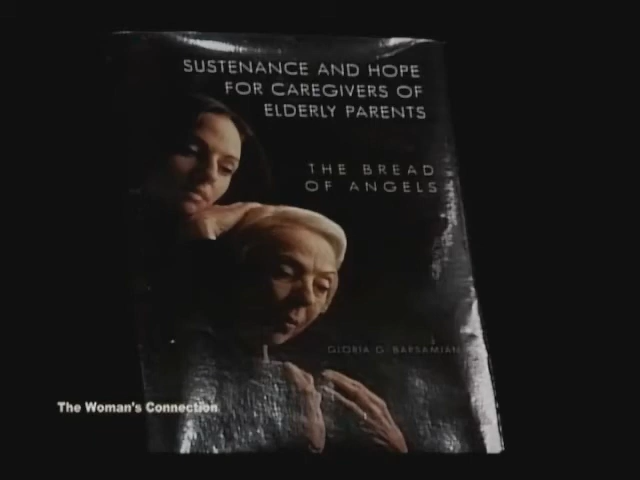 SUSTENANCE AND HOPE
FOR CAREGIVERS OF
ELDERLY PARENTS
THE BREAD
OF ANGELS
GLORIA G. BARSAMIAN
The Woman's Connection